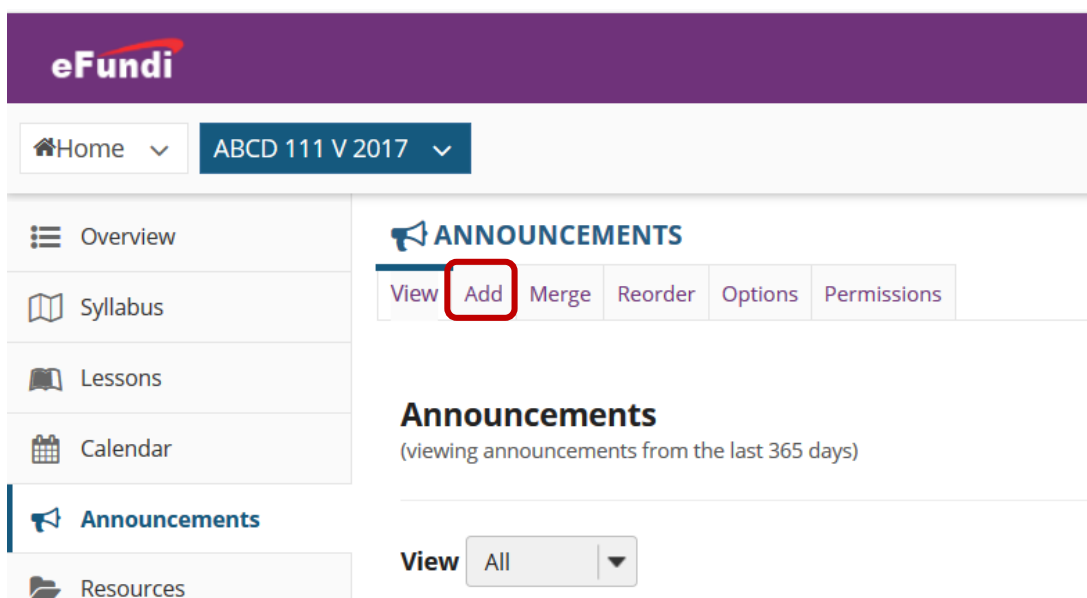 eFundi
Home ABCD 111 V 2017
Overview
Syllabus
Lessons
Calendar
Announcements
Resources
ANNOUNCEMENTS
View Add Merge Reorder Options Permissions
Announcements
(viewing announcements from the last 365 days)
View All